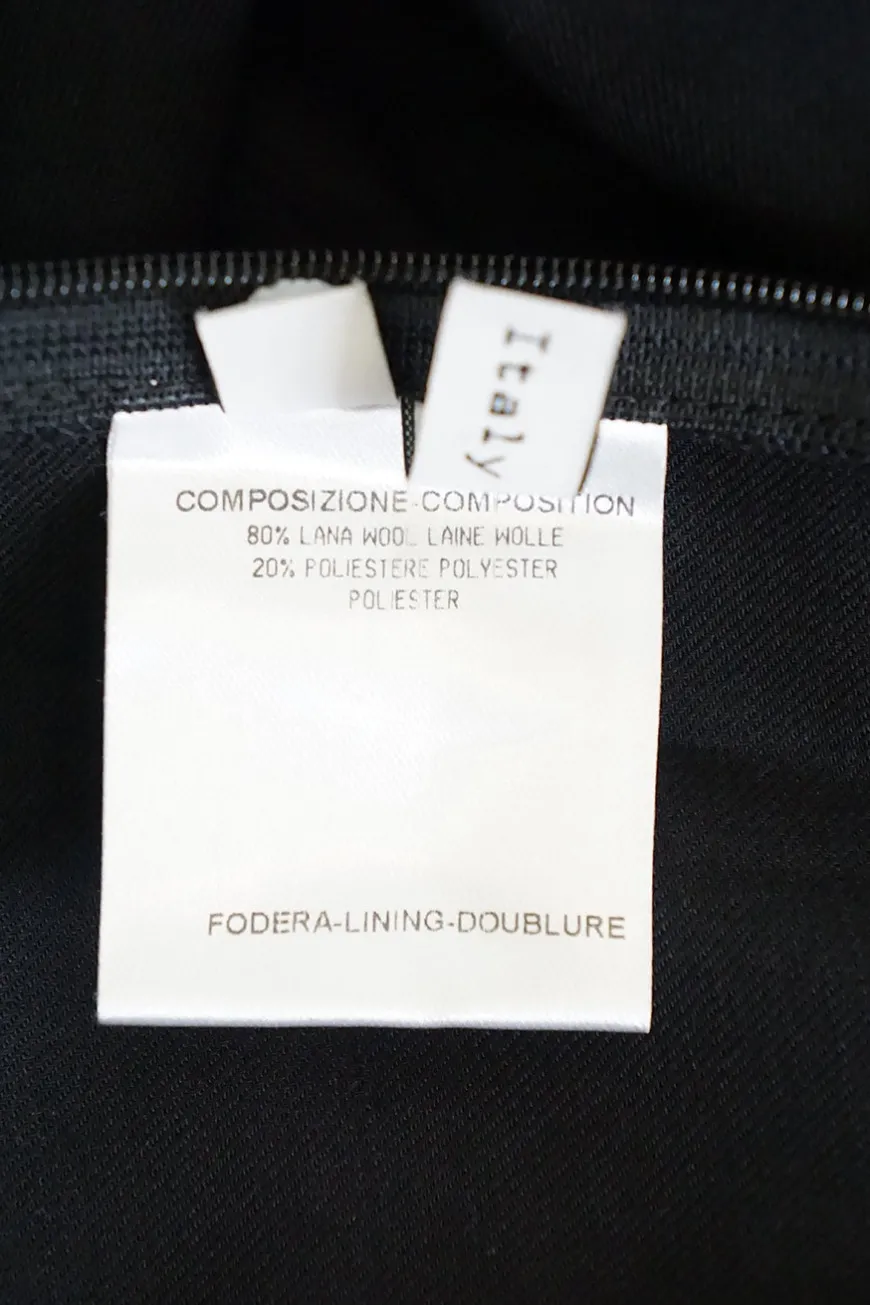 Italy
COMPOSIZIONE-COMPOSITION
80% LANA WOOL LAINE WOLLE
20% POLIESTERE POLYESTER
POLIESTER
FODERA-LINING-DOUBLURE